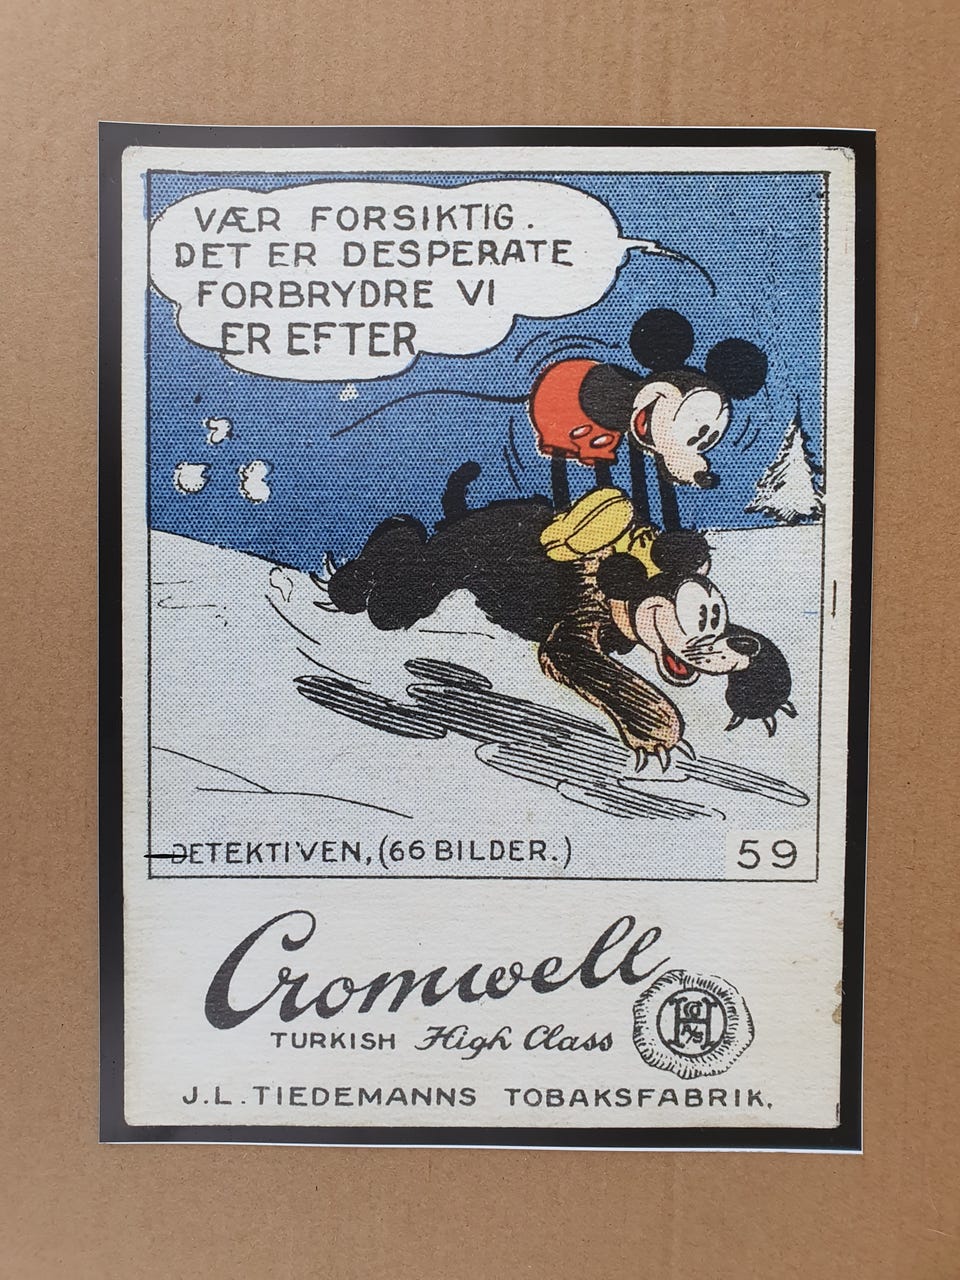 VÆR FORSIKTIG.
DET ER DESPERATE
FORBRYDRE VI
ER EFTER
DETEKTIVEN, (66 BILDER.)
59
Cromwell
TURKISH High Class
J.L. TIEDEMANNS TOBAKSFABRIK.